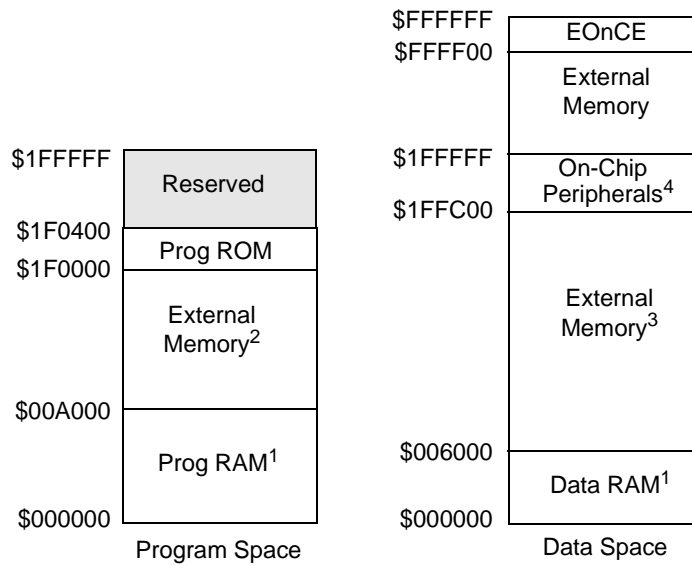 $1FFFFF
Reserved
$1F0400
Prog ROM
$1F0000
External
Memory2
$00A000
Prog RAM1
$000000
Program Space
$FFFFFF
EOnCE
$FFFF00
External
Memory
$1FFFFF
On-Chip
Peripherals4
$1FFC00
External
Memory3
$006000
Data RAM1
$000000
Data Space